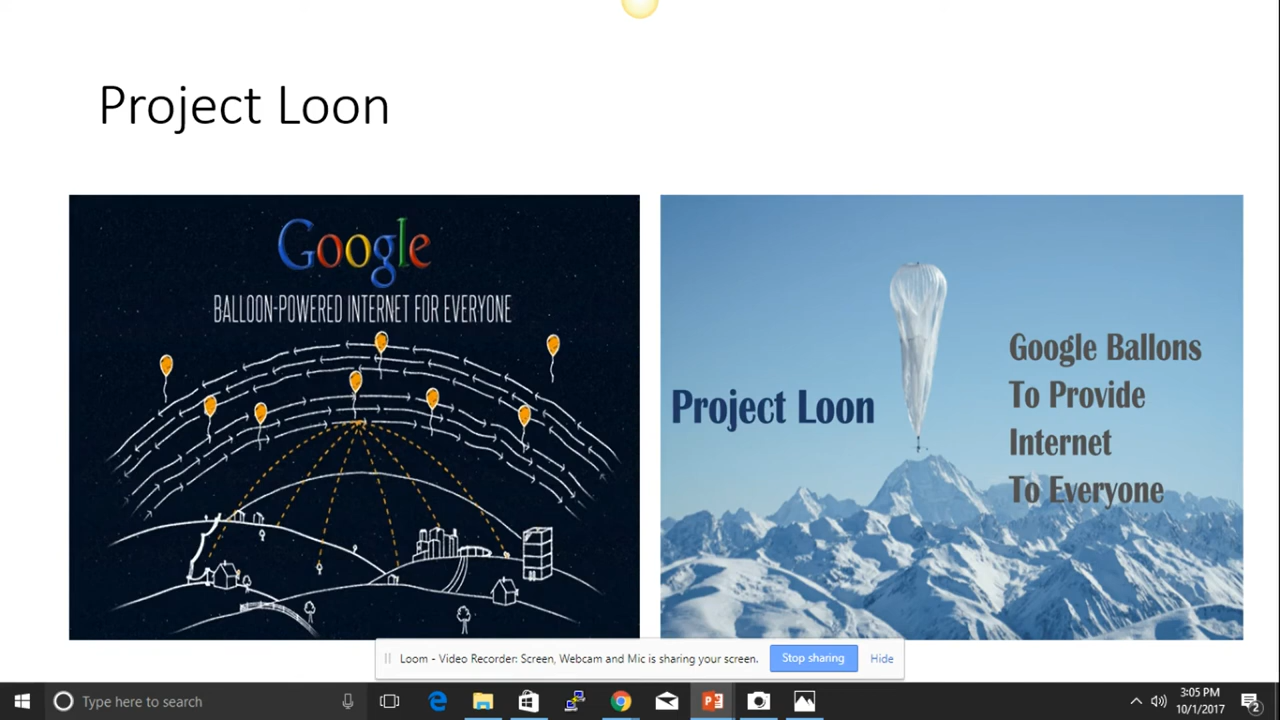 Project Loon
Google
BALLOON-POWERED INTERNET FOR EVERYONE
Project Loon
Google Ballons
To Provide
Internet
To Everyone
Loom - Video Recorder: Screen, Webcam and Mic is sharing your screen.
Stop sharing
Hide
Type here to search
3:05 PM
10/1/2017
2